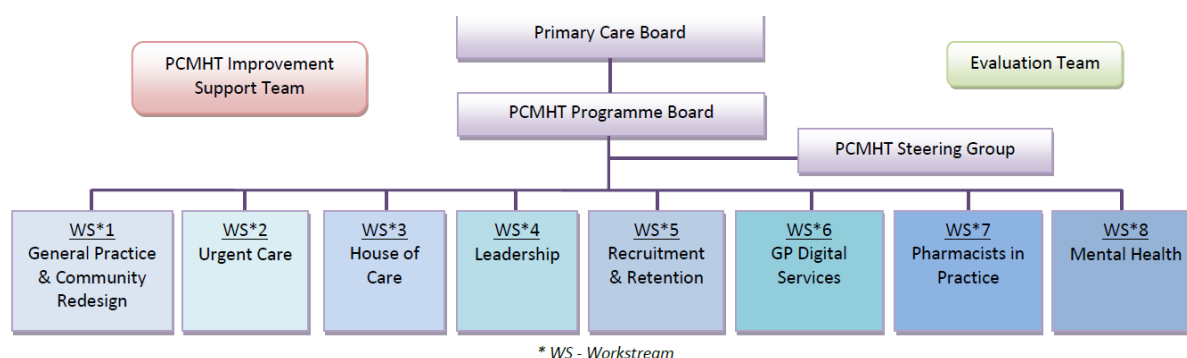 Primary Care Board
PCMHT Improvement
Support Team
Evaluation Team
PCMHT Programme Board
PCMHT Steering Group
WS*1
General Practice
& Community
Redesign
WS*2
Urgent Care
WS*3
House of
Care
WS*4
Leadership
WS*5
Recruitment
& Retention
WS*6
GP Digital
Services
WS*7
Pharmacists in
Practice
WS*8
Mental Health
* WS - Workstream